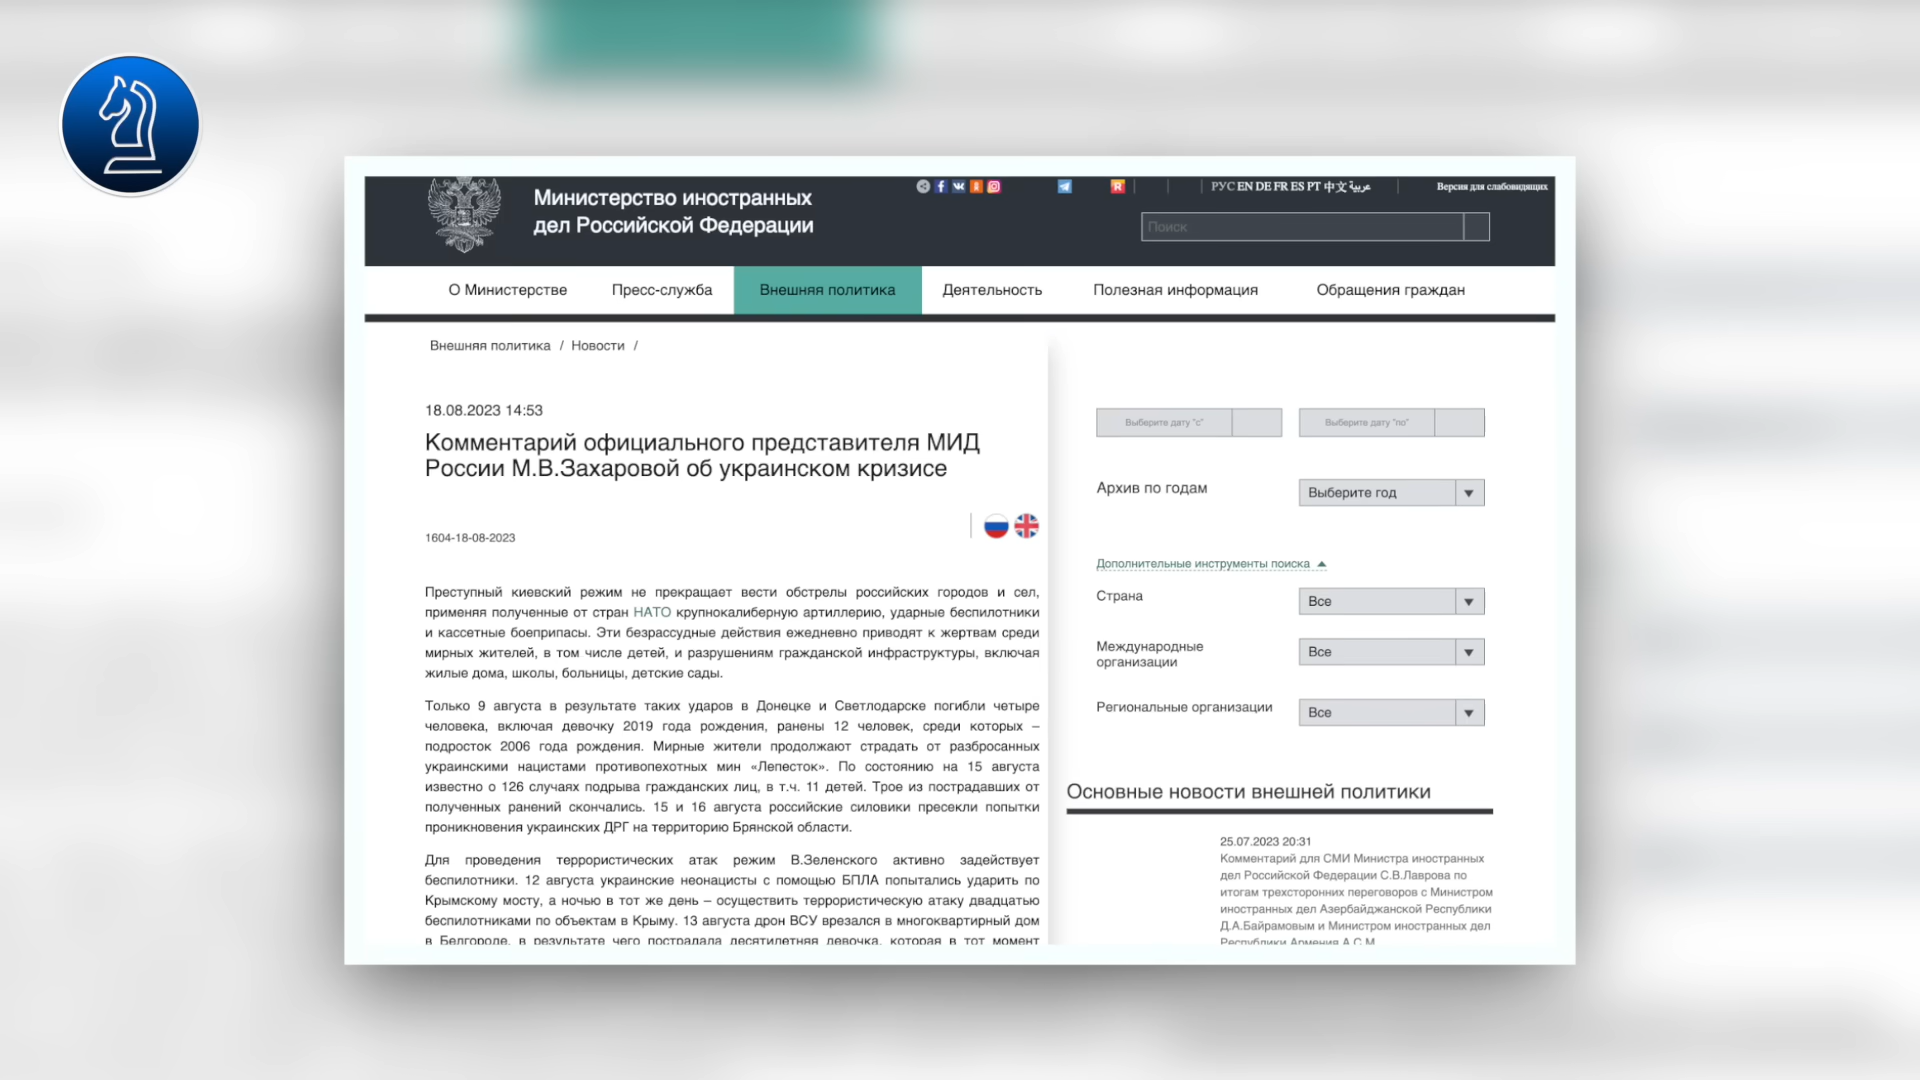 Министерство иностранных
дел Российской Федерации
РУС EN DE FR ES PT 中文 عربية
Версия для слабовидящих
Поиск
О Министерстве
Пресс-служба
Внешняя политика
Деятельность
Полезная информация
Обращения граждан
Внешняя политика / Новости /
18.08.2023 14:53
Комментарий официального представителя МИД
России М.В.Захаровой об украинском кризисе
1604-18-08-2023
Преступный киевский режим не прекращает вести обстрелы российских городов и сел,
применяя полученные от стран НАТО крупнокалиберную артиллерию, ударные беспилотники
и кассетные боеприпасы. Эти безрассудные действия ежедневно приводят к жертвам среди
мирных жителей, в том числе детей, и разрушениям гражданской инфраструктуры, включая
жилые дома, школы, больницы, детские сады.
Только 9 августа в результате таких ударов в Донецке и Светлодарске погибли четыре
человека, включая девочку 2019 года рождения, ранены 12 человек, среди которых –
подросток 2006 года рождения. Мирные жители продолжают страдать от разбросанных
украинскими нацистами противопехотных мин «Лепесток». По состоянию на 15 августа
известно о 126 случаях подрыва гражданских лиц, в т.ч. 11 детей. Трое из пострадавших от
полученных ранений скончались. 15 и 16 августа российские силовики пресекли попытки
проникновения украинских ДРГ на территорию Брянской области.
Для проведения террористических атак режим В.Зеленского активно задействует
беспилотники. 12 августа украинские неонацисты с помощью БПЛА попытались ударить по
Крымскому мосту, а ночью в тот же день – осуществить террористическую атаку двадцатью
беспилотниками по объектам в Крыму. 13 августа дрон ВСУ врезался в многоквартирный дом
в Белгороде, в результате чего пострадала десятилетняя девочка, которая в тот момент
Выберите дату "с"
Выберите дату "по"
Архив по годам
Выберите год
Дополнительные инструменты поиска
Страна
Все
Международные
организации
Все
Региональные организации
Все
Основные новости внешней политики
25.07.2023 20:31
Комментарий для СМИ Министра иностранных
дел Российской Федерации С.В.Лаврова по
итогам трехсторонних переговоров с Министром
иностранных дел Азербайджанской Республики
Д.А.Байрамовым и Министром иностранных дел
Республики Армения А.С.М